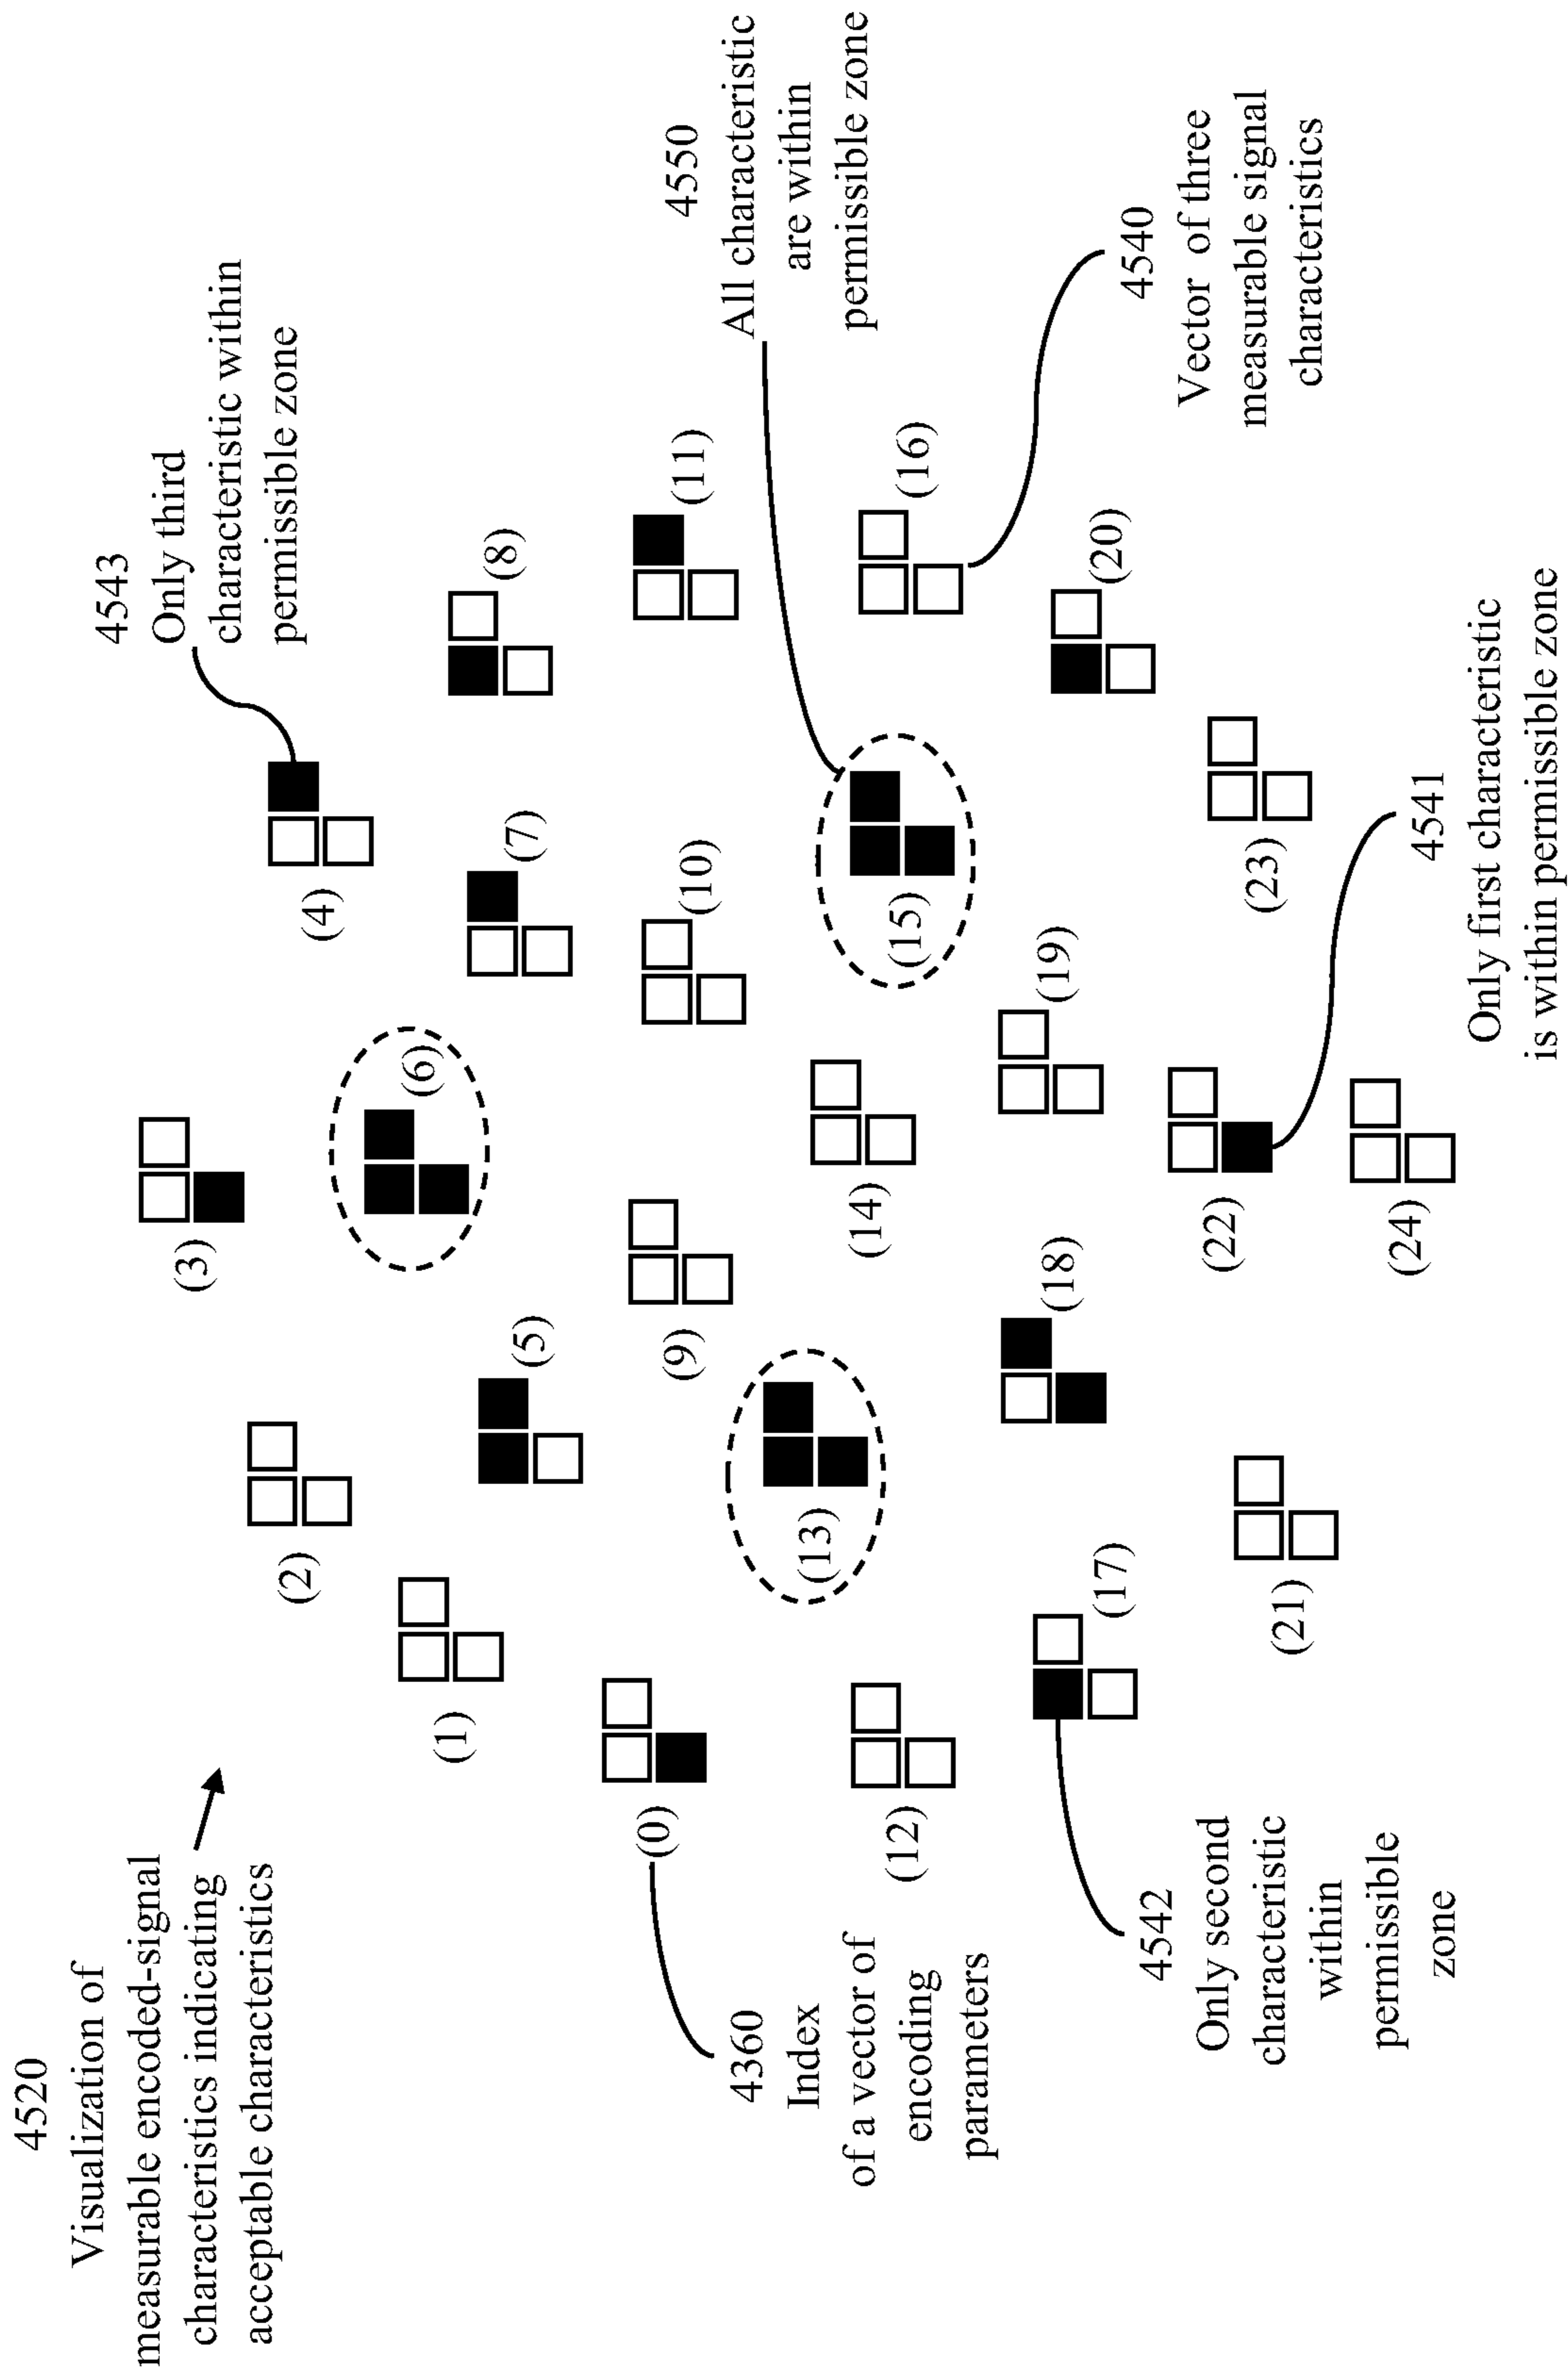 4520
Visualization of
measurable encoded-signal
characteristics indicating
acceptable characteristics
4543
Only third
characteristic within
permissible zone
(3)
(4)
(2)
(6)
(8)
(1)
(5)
(7)
4550
All characteristic
are within
permissible zone
(0)
(9)
(10)
(11)
4360
Index
of a vector of
encoding
parameters
(13)
(14)
(15)
(16)
(12)
4540
Vector of three
measurable signal
characteristics
(18)
(19)
(20)
(17)
4542
Only second
characteristic
within
permissible
zone
(22)
(23)
(21)
(24)
4541
Only first characteristic
is within permissible zone